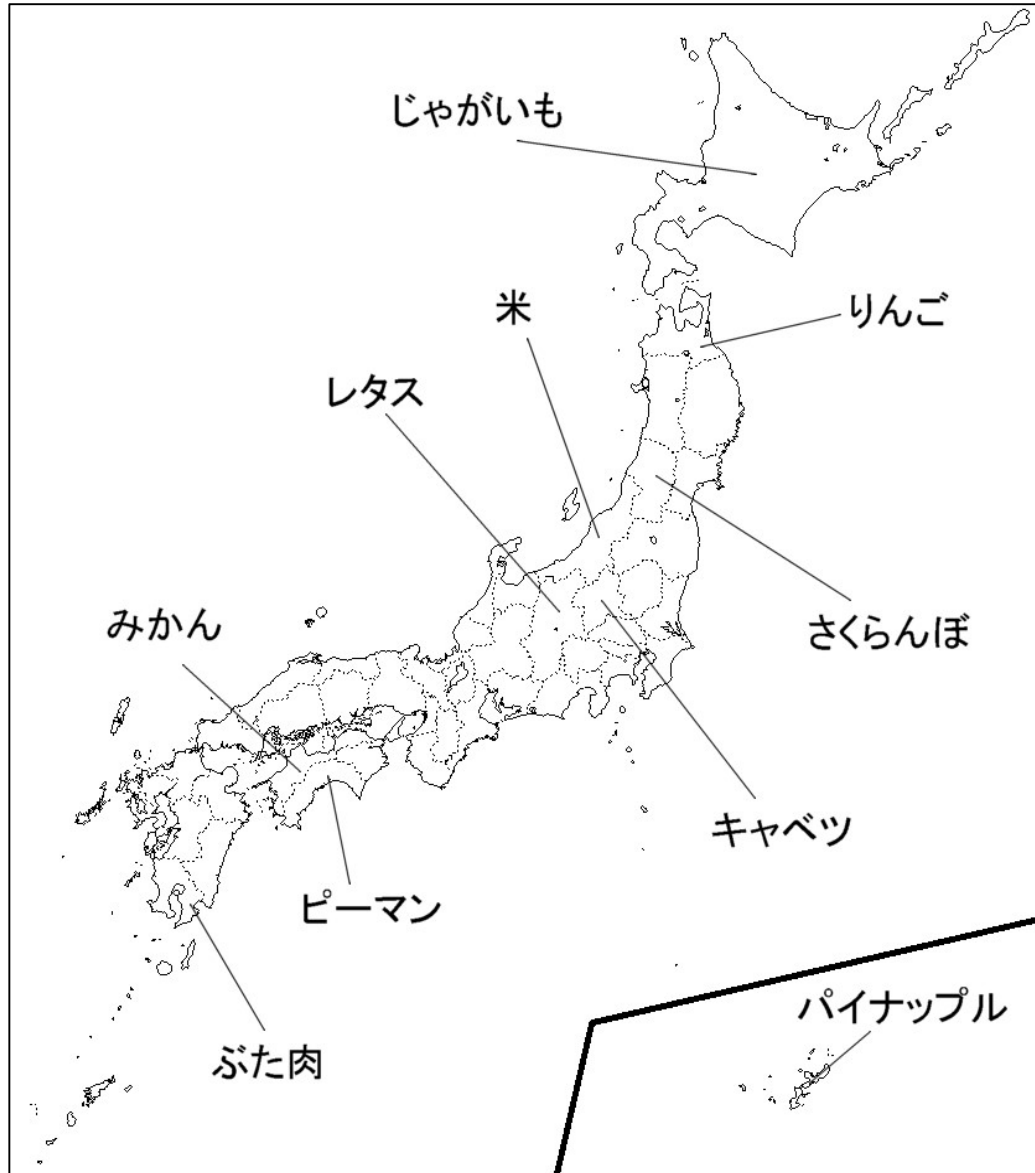 じゃがいも
米
りんご
レタス
みかん
さくらんぼ
キャベツ
ピーマン
パイナップル
ぶた肉